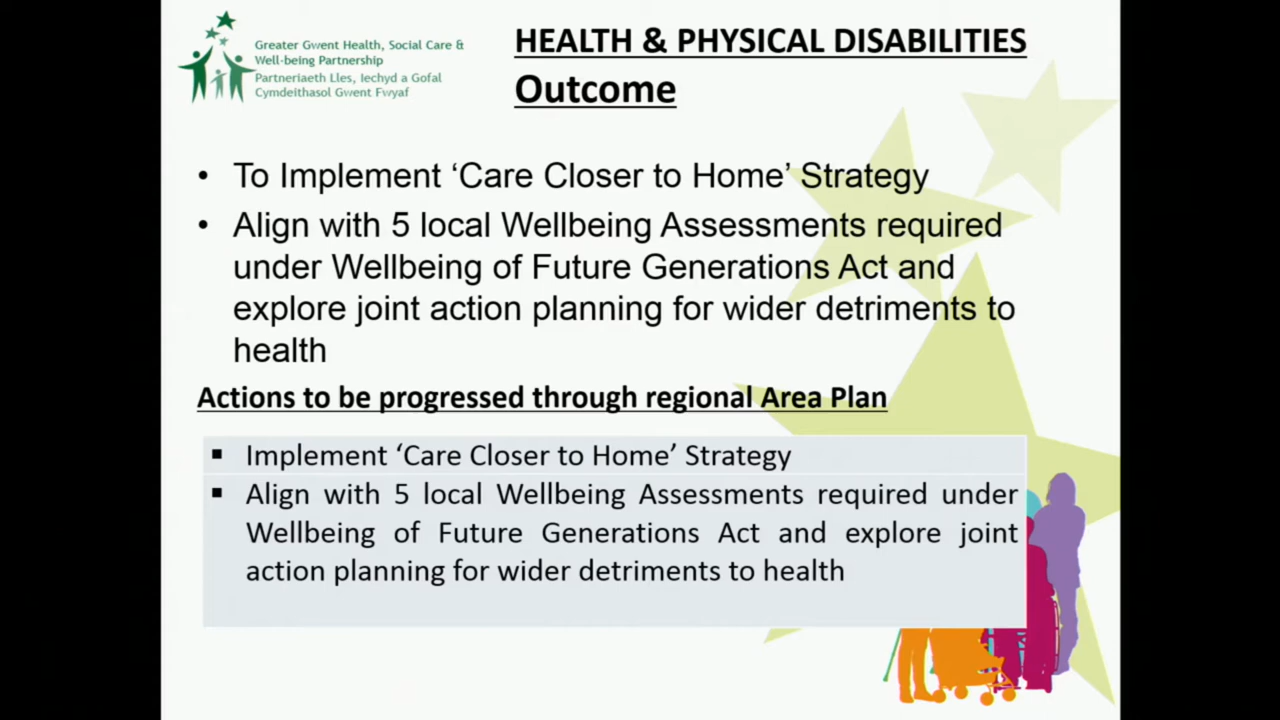 Greater Gwent Health, Social Care &
Well-being Partnership
Partneriaeth Lles, Iechyd a Gofal
Cymdeithasol Gwent Fwyaf
HEALTH & PHYSICAL DISABILITIES
Outcome
• To Implement ‘Care Closer to Home’ Strategy
• Align with 5 local Wellbeing Assessments required
under Wellbeing of Future Generations Act and
explore joint action planning for wider detriments to
health
Actions to be progressed through regional Area Plan
▪ Implement ‘Care Closer to Home’ Strategy
▪ Align with 5 local Wellbeing Assessments required under
Wellbeing of Future Generations Act and explore joint
action planning for wider detriments to health